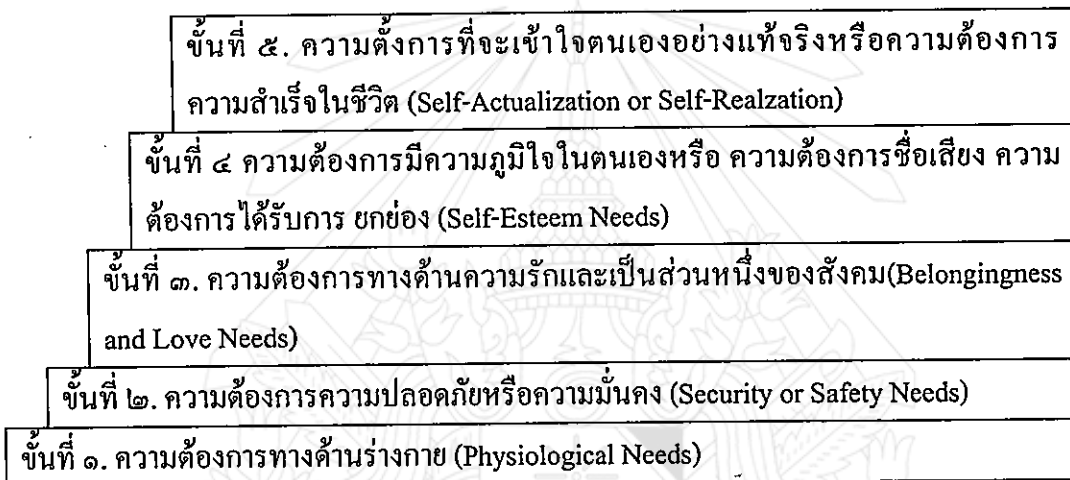 ขั้นที่ ๕. ความตั้งการที่จะเข้าใจตนเองอย่างแท้จริงหรือความต้องการ
ความสำเร็จในชีวิต (Self-Actualization or Self-Realzation)
ขั้นที่ ๔ ความต้องการมีความภูมิใจในตนเองหรือ ความต้องการชื่อเสียง ความ
ต้องการได้รับการ ยกย่อง (Self-Esteem Needs)
ขั้นที่ ๓. ความต้องการทางด้านความรักและเป็นส่วนหนึ่งของสังคม(Belongingness
and Love Needs)
ขั้นที่ ๒. ความต้องการความปลอดภัยหรือความมั่นคง (Security or Safety Needs)
ขั้นที่ ๑. ความต้องการทางด้านร่างกาย (Physiological Needs)